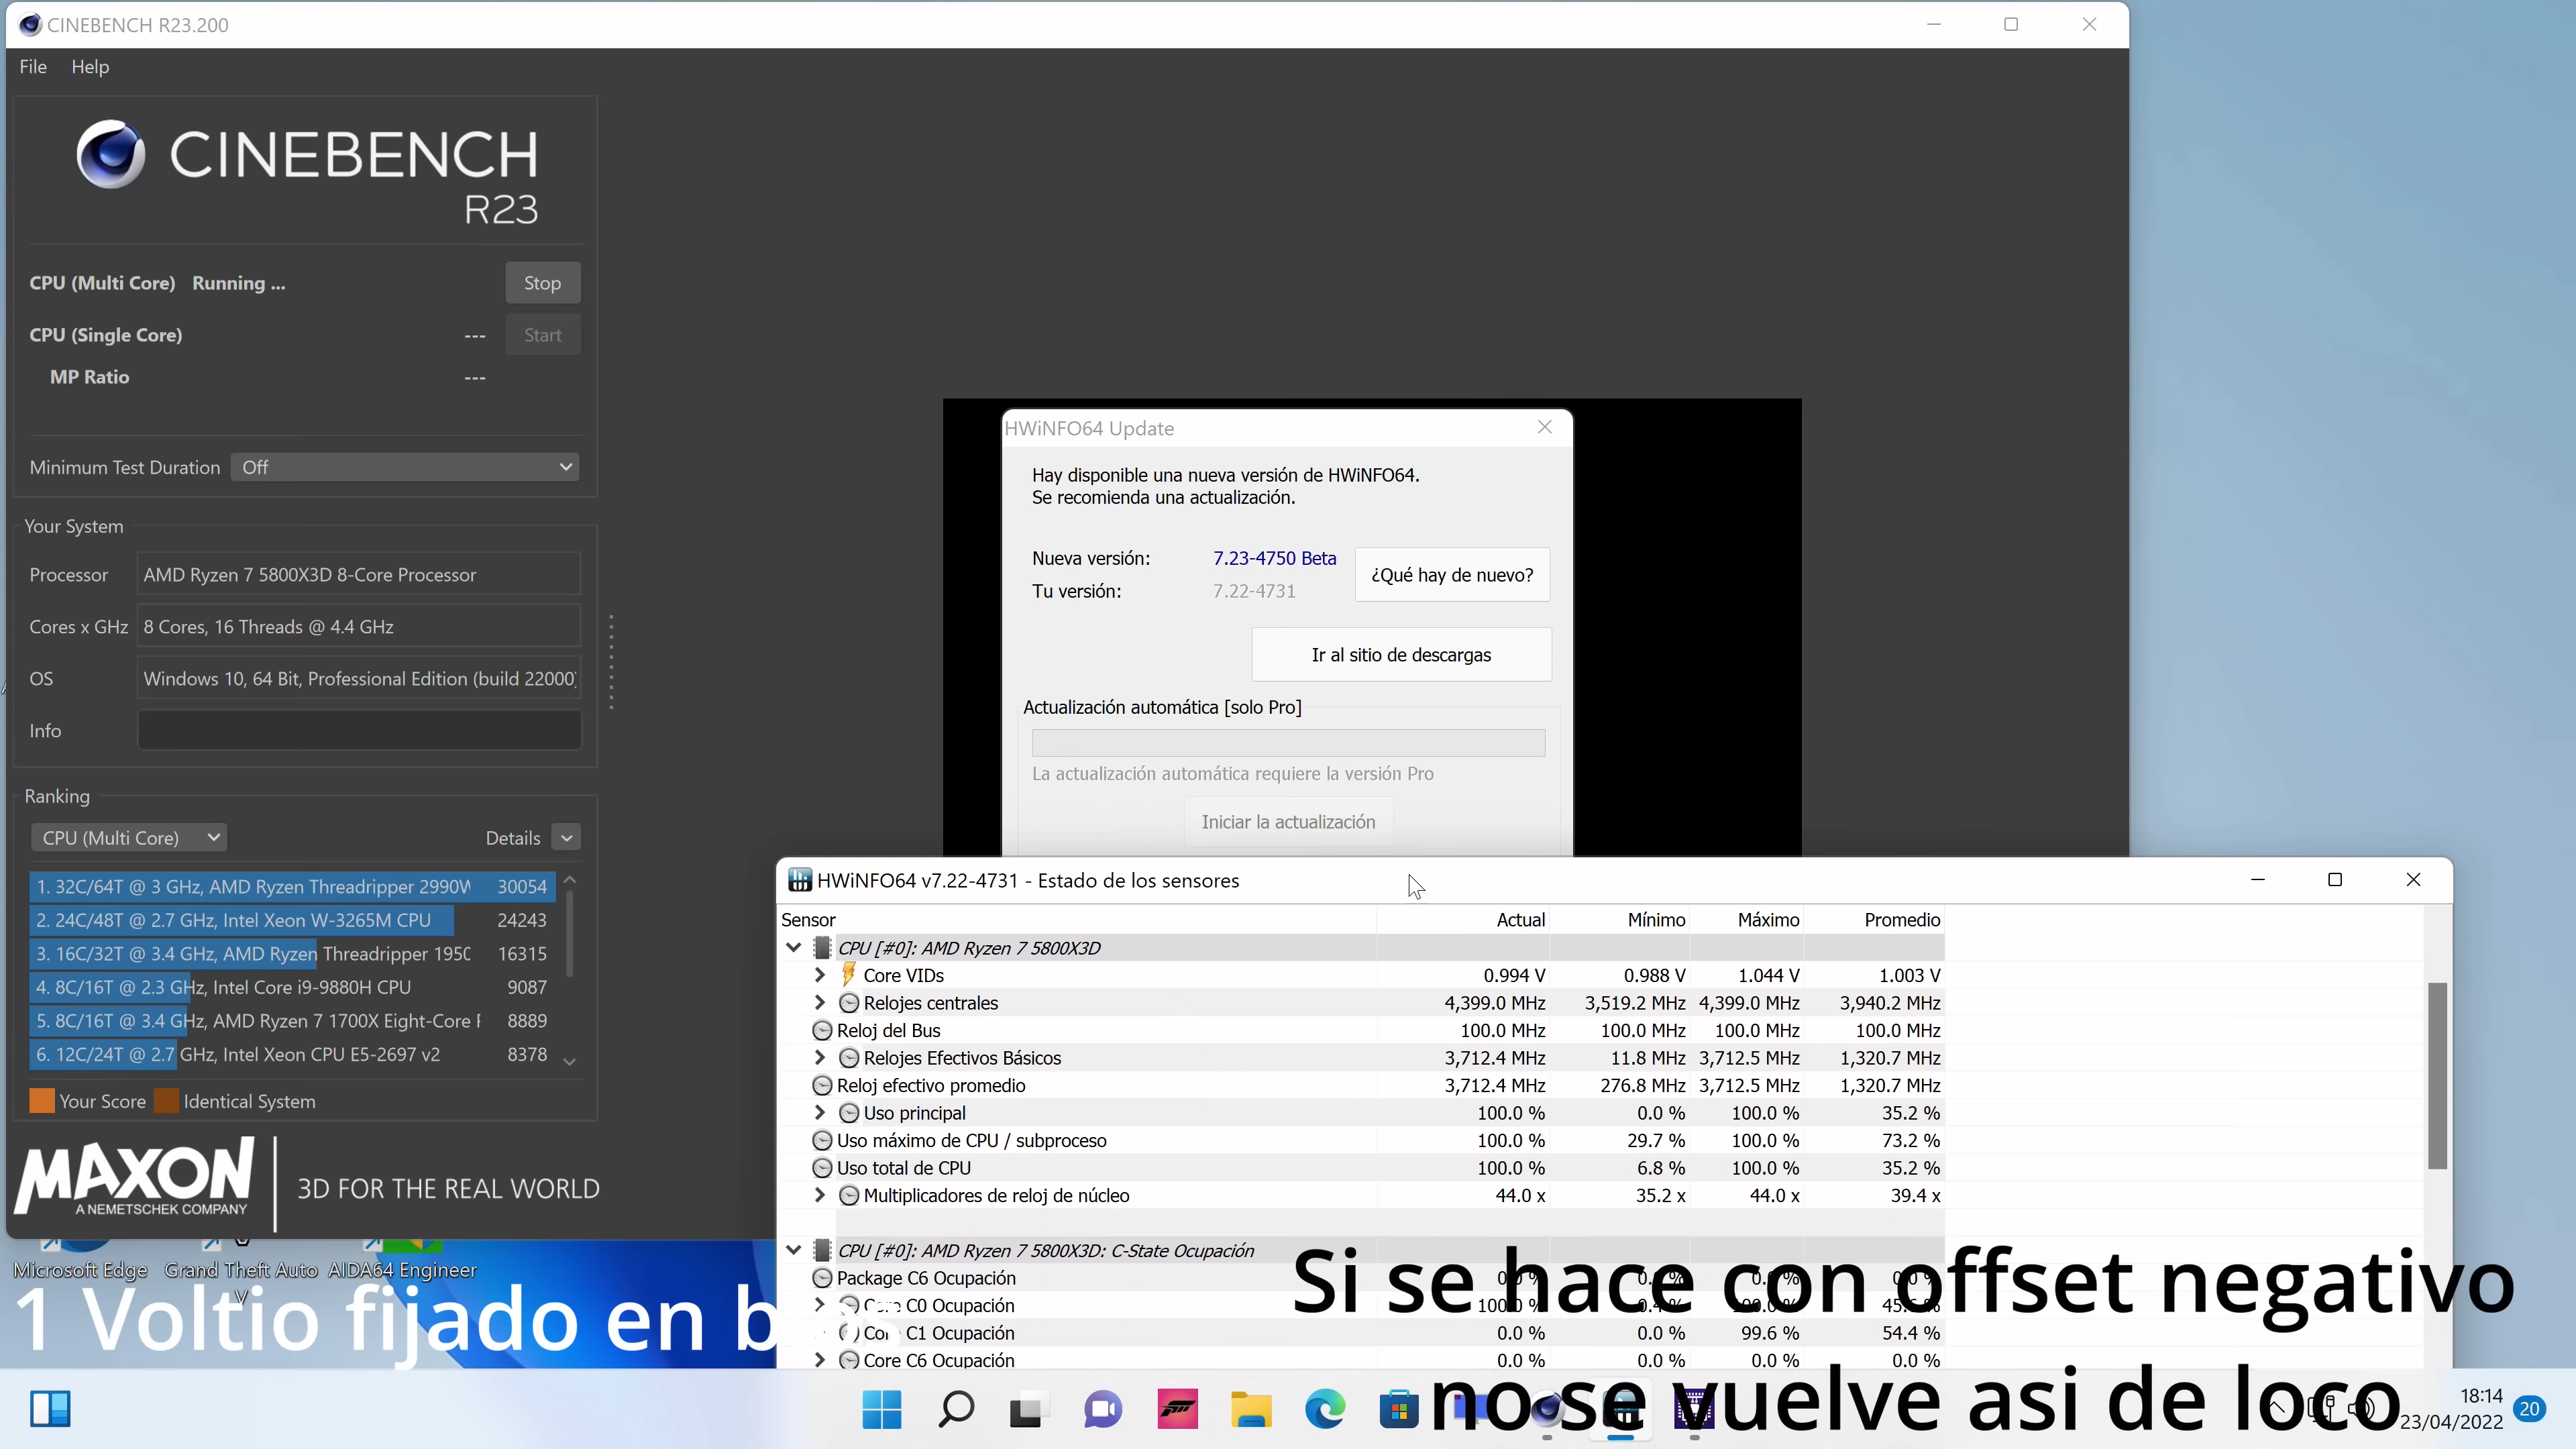 CINEBENCH R23.200
File Help
CINEBENCH
R23
CPU (Multi Core) Running ... Stop
CPU (Single Core) --- Start
MP Ratio ---
Minimum Test Duration Off
Your System
Processor AMD Ryzen 7 5800X3D 8-Core Processor
Cores x GHz 8 Cores, 16 Threads @ 4.4 GHz
OS Windows 10, 64 Bit, Professional Edition (build 22000)
Info
Ranking
CPU (Multi Core) Details
1. 32C/64T @ 3 GHz, AMD Ryzen Threadripper 2990W 30054
2. 24C/48T @ 2.7 GHz, Intel Xeon W-3265M CPU 24243
3. 16C/32T @ 3.4 GHz, AMD Ryzen Threadripper 1950 16315
4. 8C/16T @ 2.3 GHz, Intel Core i9-9880H CPU 9087
5. 8C/16T @ 3.4 GHz, AMD Ryzen 7 1700X Eight-Core 8889
6. 12C/24T @ 2.7 GHz, Intel Xeon CPU E5-2697 v2 8378
Your Score Identical System
MAXON
A NEMETSCHEK COMPANY
3D FOR THE REAL WORLD
HWiNFO64 Update
Hay disponible una nueva versión de HWiNFO64.
Se recomienda una actualización.
Nueva versión: 7.23-4750 Beta
¿Qué hay de nuevo?
Tu versión: 7.22-4731
Ir al sitio de descargas
Actualización automática [solo Pro]
La actualización automática requiere la versión Pro
Iniciar la actualización
HWiNFO64 v7.22-4731 - Estado de los sensores
Sensor Actual Mínimo Máximo Promedio
CPU [#0]: AMD Ryzen 7 5800X3D
Core VIDs 0.994 V 0.988 V 1.044 V 1.003 V
Relojes centrales 4,399.0 MHz 3,519.2 MHz 4,399.0 MHz 3,940.2 MHz
Reloj del Bus 100.0 MHz 100.0 MHz 100.0 MHz 100.0 MHz
Relojes Efectivos Básicos 3,712.4 MHz 11.8 MHz 3,712.5 MHz 1,320.7 MHz
Reloj efectivo promedio 3,712.4 MHz 276.8 MHz 3,712.5 MHz 1,320.7 MHz
Uso principal 100.0 % 0.0 % 100.0 % 35.2 %
Uso máximo de CPU / subproceso 100.0 % 29.7 % 100.0 % 73.2 %
Uso total de CPU 100.0 % 6.8 % 100.0 % 35.2 %
Multiplicadores de reloj de núcleo 44.0 x 35.2 x 44.0 x 39.4 x
CPU [#0]: AMD Ryzen 7 5800X3D: C-State Ocupación
Package C6 Ocupación
Core C0 Ocupación
Core C1 Ocupación 0.0 % 0.0 % 99.6 % 54.4 %
Core C6 Ocupación 0.0 % 0.0 % 0.0 % 0.0 %
Microsoft Edge Grand Theft Auto V AIDA64 Engineer
1 Voltio fijado en bios
Si se hace con offset negativo
no se vuelve asi de loco
18:14
23/04/2022
20